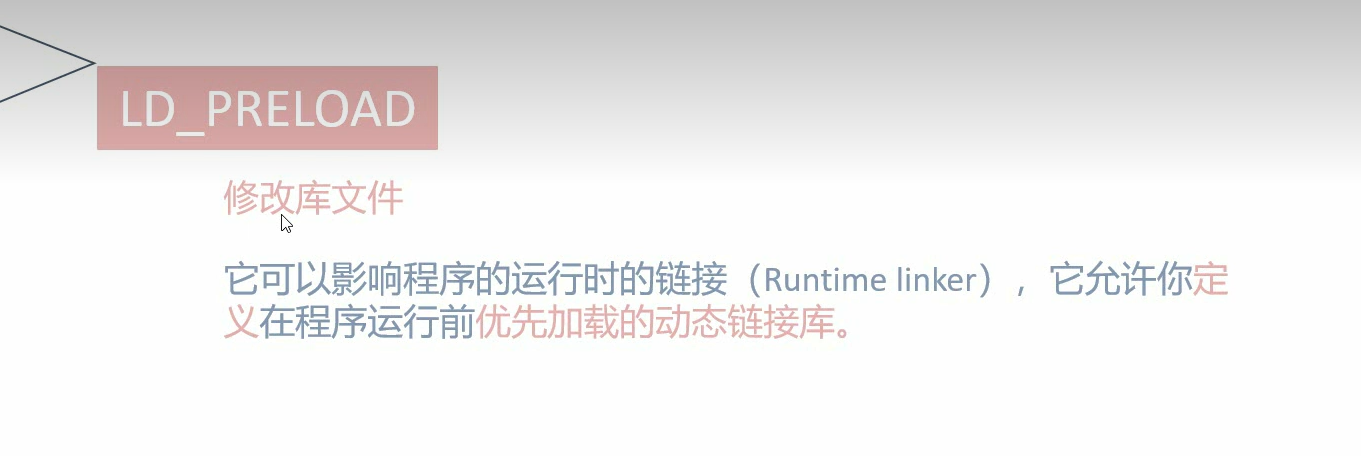 LD_PRELOAD
修改库文件
它可以影响程序的运行时的链接（Runtime linker），它允许你定
义在程序运行前优先加载的动态链接库。